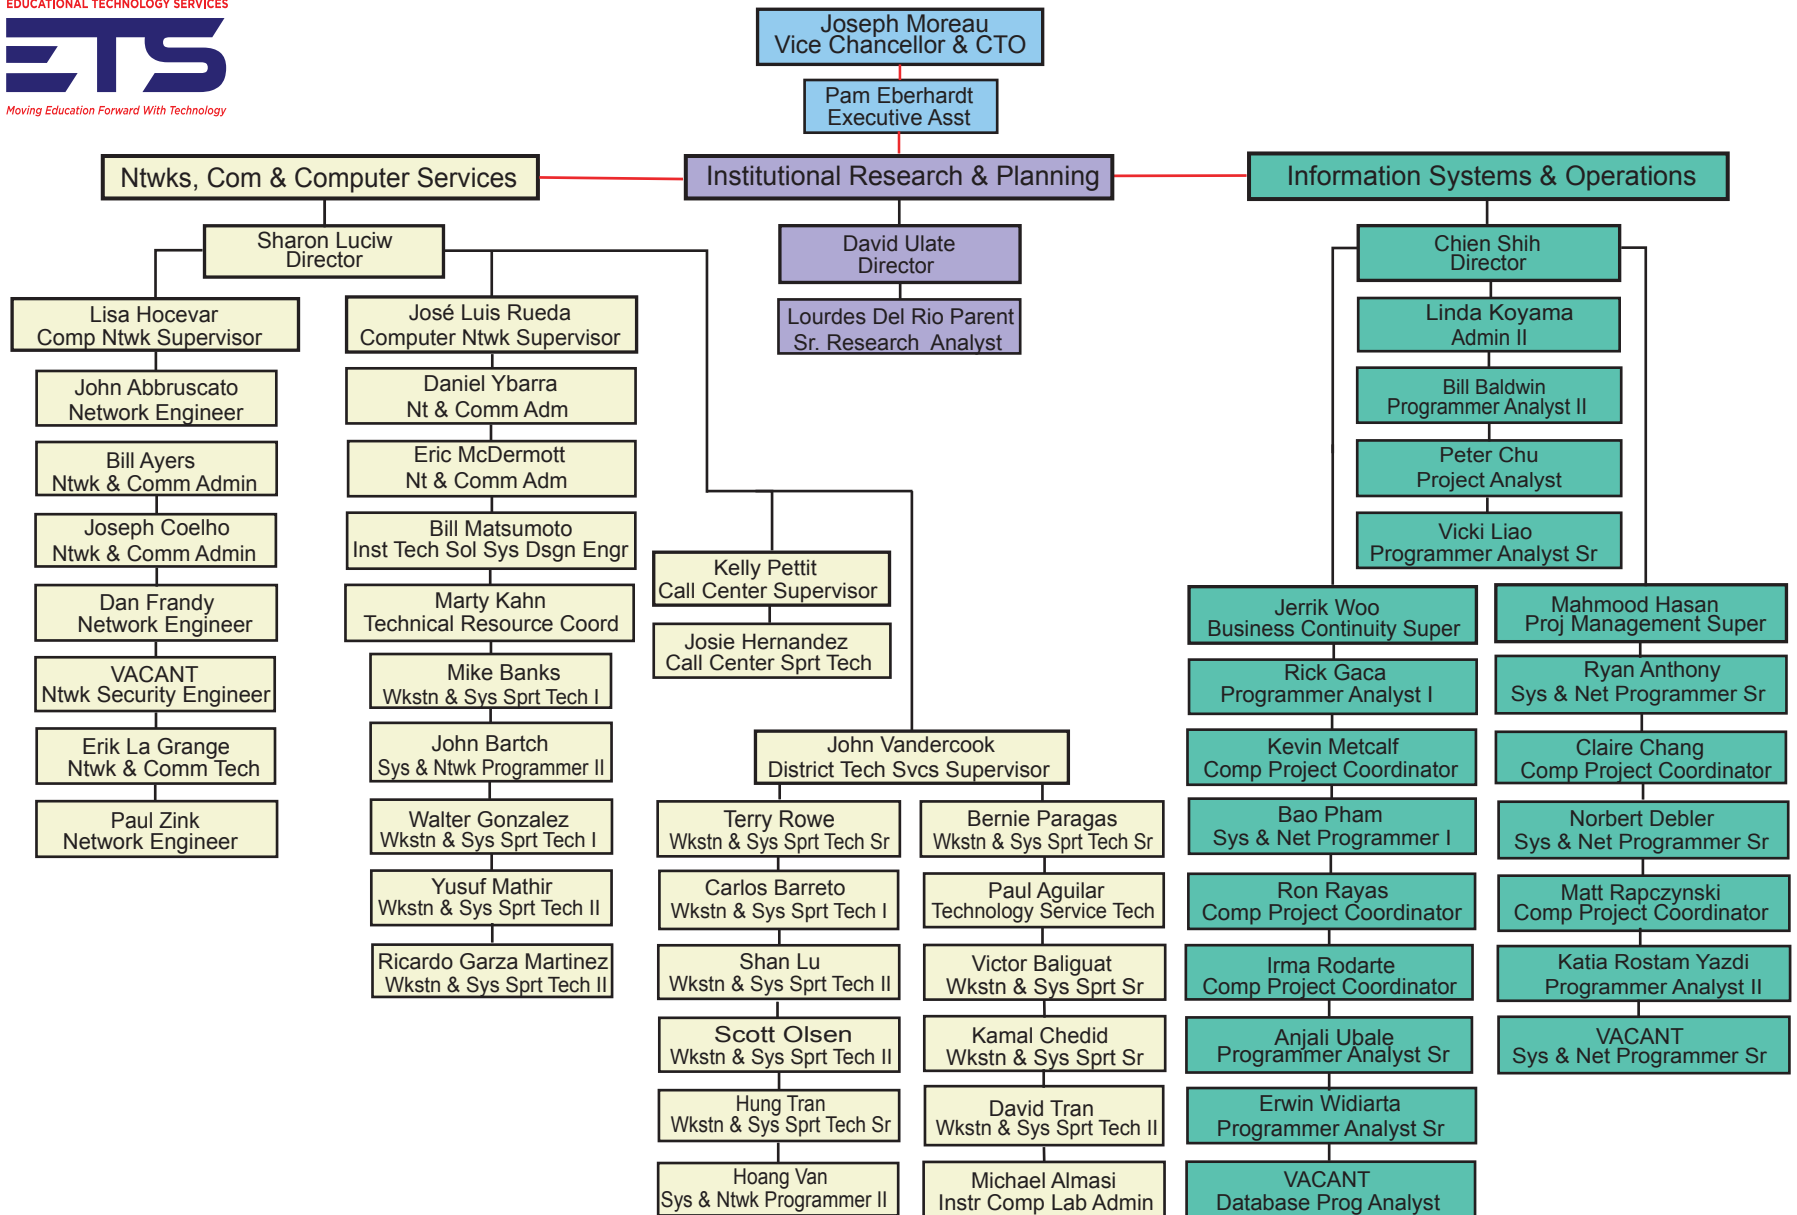 EDUCATIONAL TECHNOLOGY SERVICES
ETS
Moving Education Forward With Technology
Joseph Moreau
Vice Chancellor & CTO
Pam Eberhardt
Executive Asst
Ntwks, Com & Computer Services
Institutional Research & Planning
Information Systems & Operations
Sharon Luciw
Director
Lisa Hocevar
Comp Ntwk Supervisor
John Abbruscato
Network Engineer
Bill Ayers
Ntwk & Comm Admin
Joseph Coelho
Ntwk & Comm Admin
Dan Frandy
Network Engineer
VACANT
Ntwk Security Engineer
Erik La Grange
Ntwk & Comm Tech
Paul Zink
Network Engineer
José Luis Rueda
Computer Ntwk Supervisor
Daniel Ybarra
Nt & Comm Adm
Eric McDermott
Nt & Comm Adm
Bill Matsumoto
Inst Tech Sol Sys Dsgn Engr
Marty Kahn
Technical Resource Coord
Mike Banks
Wkstn & Sys Sprt Tech I
John Bartch
Sys & Ntwk Programmer II
Walter Gonzalez
Wkstn & Sys Sprt Tech I
Yusuf Mathir
Wkstn & Sys Sprt Tech II
Ricardo Garza Martinez
Wkstn & Sys Sprt Tech II
Kelly Pettit
Call Center Supervisor
Josie Hernandez
Call Center Sprt Tech
John Vandercook
District Tech Svcs Supervisor
Terry Rowe
Wkstn & Sys Sprt Tech Sr
Carlos Barreto
Wkstn & Sys Sprt Tech I
Shan Lu
Wkstn & Sys Sprt Tech II
Scott Olsen
Wkstn & Sys Sprt Tech II
Hung Tran
Wkstn & Sys Sprt Tech Sr
Hoang Van
Sys & Ntwk Programmer II
Bernie Paragas
Wkstn & Sys Sprt Tech Sr
Paul Aguilar
Technology Service Tech
Victor Baliguat
Wkstn & Sys Sprt Sr
Kamal Chedid
Wkstn & Sys Sprt Sr
David Tran
Wkstn & Sys Sprt Tech II
Michael Almasi
Instr Comp Lab Admin
David Ulate
Director
Lourdes Del Rio Parent
Sr. Research Analyst
Chien Shih
Director
Linda Koyama
Admin II
Bill Baldwin
Programmer Analyst II
Peter Chu
Project Analyst
Vicki Liao
Programmer Analyst Sr
Jerrik Woo
Business Continuity Super
Rick Gaca
Programmer Analyst I
Kevin Metcalf
Comp Project Coordinator
Bao Pham
Sys & Net Programmer I
Ron Rayas
Comp Project Coordinator
Irma Rodarte
Comp Project Coordinator
Anjali Ubale
Programmer Analyst Sr
Erwin Widiarta
Programmer Analyst Sr
VACANT
Database Prog Analyst
Mahmood Hasan
Proj Management Super
Ryan Anthony
Sys & Net Programmer Sr
Claire Chang
Comp Project Coordinator
Norbert Debler
Sys & Net Programmer Sr
Matt Rapczynski
Comp Project Coordinator
Katia Rostam Yazdi
Programmer Analyst II
VACANT
Sys & Net Programmer Sr